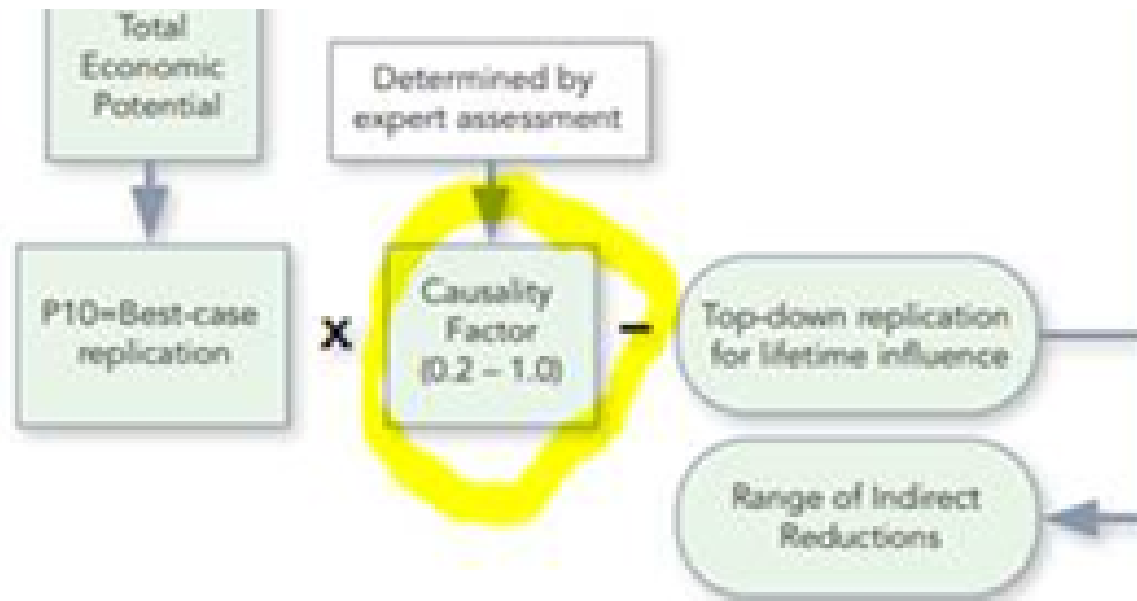 Total
Economic
Potential
Determined by
expert assessment
P10=Best-case
replication
x
Causality
Factor
(0.2 – 1.0)
–
Top-down replication
for lifetime influence
Range of Indirect
Reductions